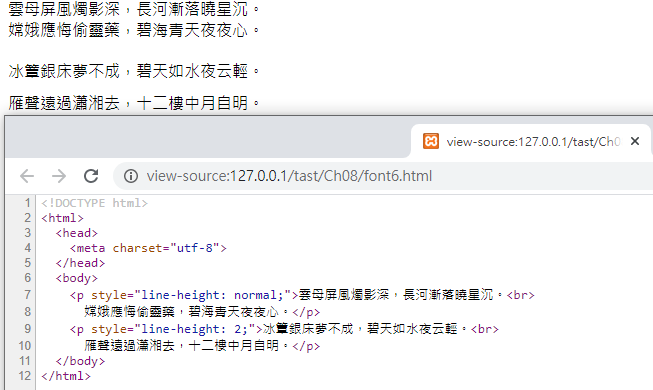 雲母屏風燭影深，長河漸落曉星沉。
嫦娥應悔偷靈藥，碧海青天夜夜心。
冰簟銀床夢不成，碧天如水夜云輕。
雁聲遠過瀟湘去，十二樓中月自明。
view-source:127.0.0.1/tast/Ch0
view-source:127.0.0.1/tast/Ch08/font6.html
1 <!DOCTYPE html>
2 <html>
3 <head>
4 <meta charset="utf-8">
5 </head>
6 <body>
7 <p style="line-height: normal;">雲母屏風燭影深，長河漸落曉星沉。<br>
8 嫦娥應悔偷靈藥，碧海青天夜夜心。</p>
9 <p style="line-height: 2;">冰簟銀床夢不成，碧天如水夜云輕。<br>
10 雁聲遠過瀟湘去，十二樓中月自明。</p>
11 </body>
12 </html>